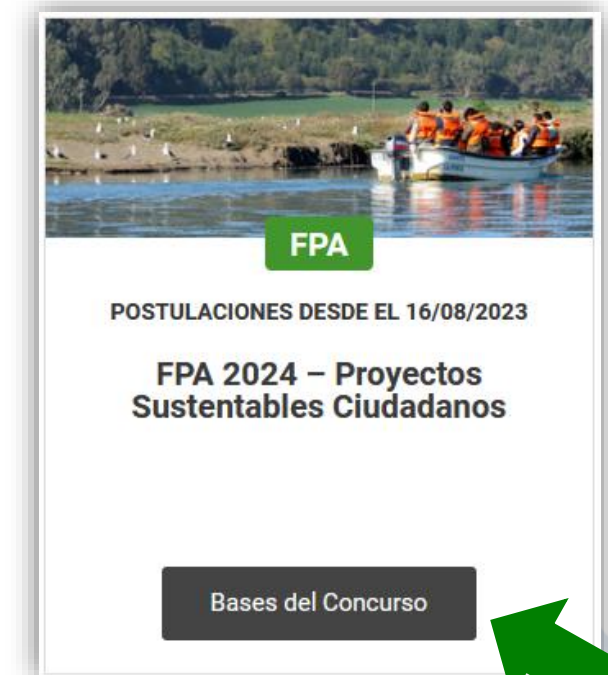 FPA
POSTULACIONES DESDE EL 16/08/2023
FPA 2024 – Proyectos
Sustentables Ciudadanos
Bases del Concurso